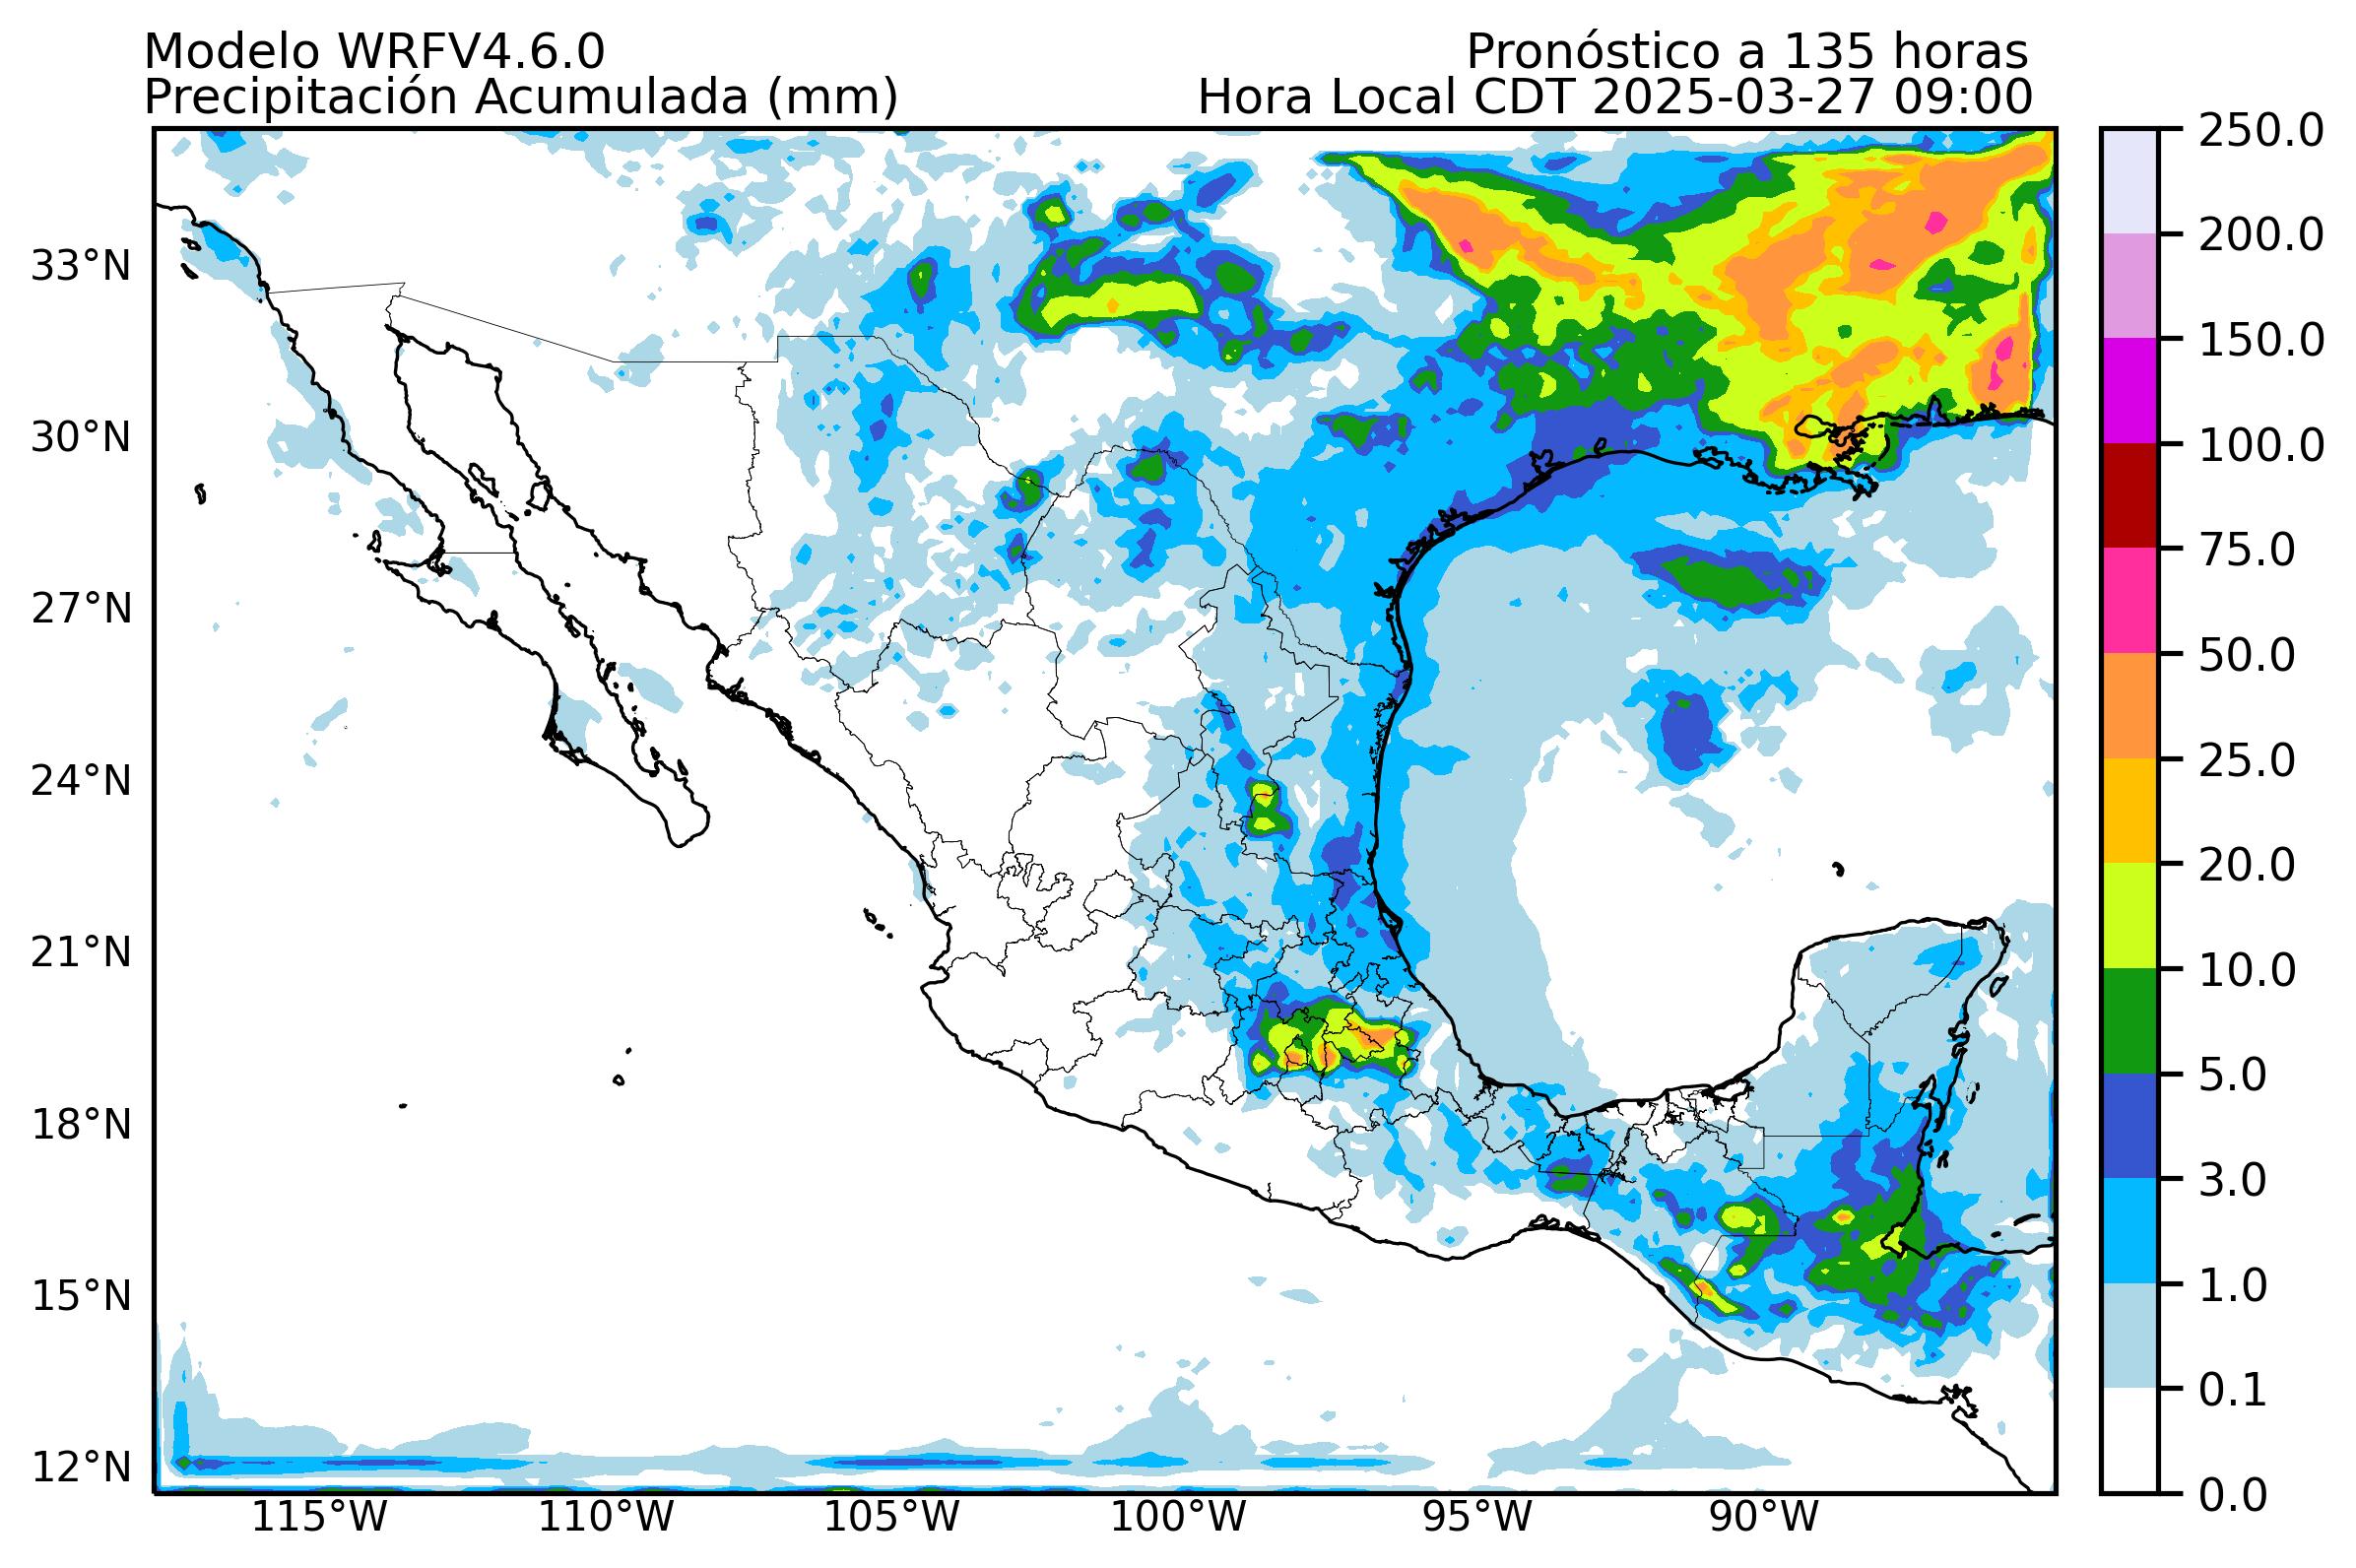 Modelo WRFV4.6.0
Pronóstico a 135 horas
Precipitación Acumulada (mm)
Hora Local CDT 2025-03-27 09:00
33°N
30°N
27°N
24°N
21°N
18°N
15°N
12°N
115°W
110°W
105°W
100°W
95°W
90°W
250.0
200.0
150.0
100.0
75.0
50.0
25.0
20.0
10.0
5.0
3.0
1.0
0.1
0.0